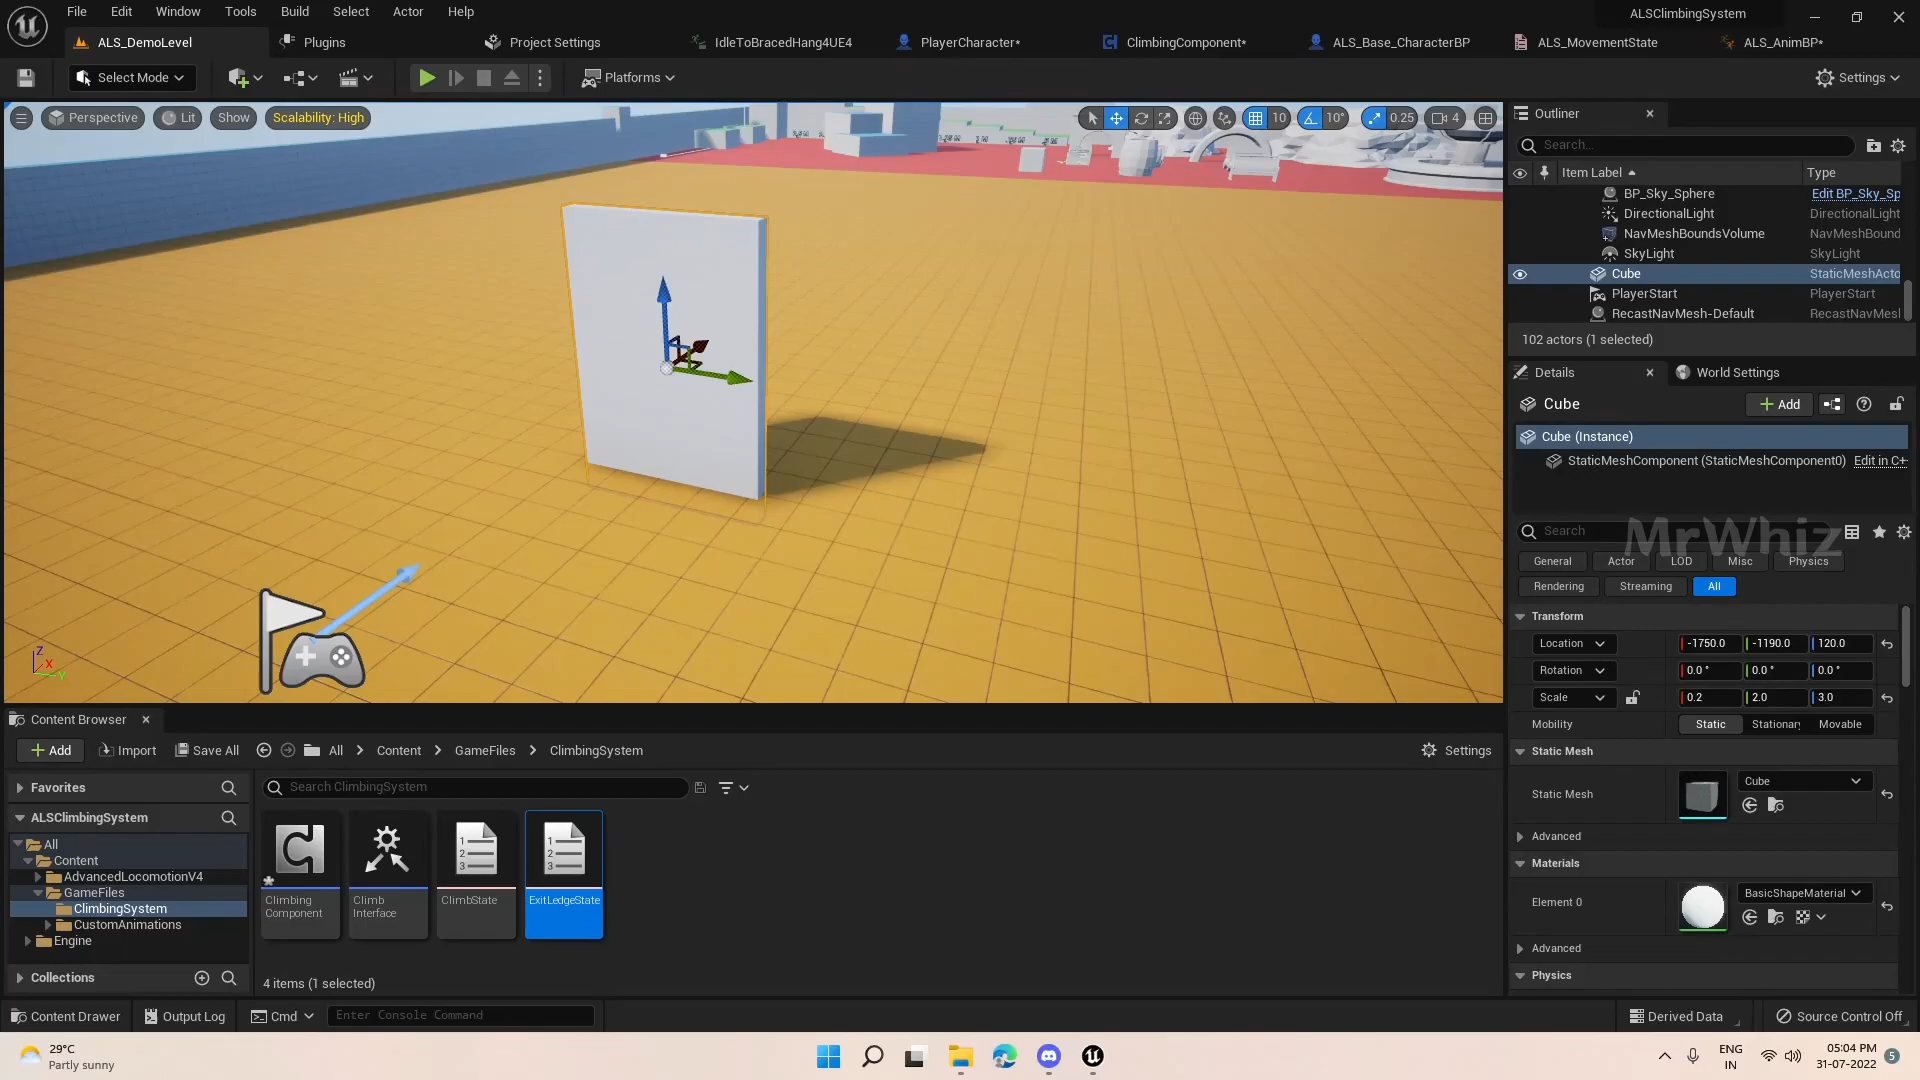 File Edit Window Tools Build Select Actor Help
ALSClimbingSystem
ALS_DemoLevel
Plugins
Project Settings
IdleToBracedHang4UE4
PlayerCharacter*
ClimbingComponent*
ALS_Base_CharacterBP
ALS_MovementState
ALS_AnimBP*
Select Mode
Platforms
Settings
Perspective
Lit
Show
Scalability: High
10
10°
0.25
4
Outliner
Search...
Item Label
Type
BP_Sky_Sphere Edit BP_Sky_Sp
DirectionalLight DirectionalLight
NavMeshBoundsVolume NavMeshBound
SkyLight SkyLight
Cube StaticMeshActo
PlayerStart PlayerStart
RecastNavMesh-Default RecastNavMesl
102 actors (1 selected)
Details
World Settings
Cube
Add
Cube (Instance)
StaticMeshComponent (StaticMeshComponent0) Edit in C+
Search
MrWhiz
General Actor LOD Misc Physics
Rendering Streaming All
Transform
Location -1750.0 -1190.0 120.0
Rotation 0.0° 0.0° 0.0°
Scale 0.2 2.0 3.0
Mobility Static Stationary Movable
Static Mesh
Static Mesh Cube
Advanced
Materials
Element 0 BasicShapeMaterial
Advanced
Physics
Z
X
Y
Content Browser
Add Import Save All All Content GameFiles ClimbingSystem Settings
Favorites
ALSClimbingSystem
All
Content
AdvancedLocomotionV4
GameFiles
ClimbingSystem
CustomAnimations
Engine
Collections
Search ClimbingSystem
Climbing
Component
Climb
Interface
ClimbState
ExitLedgeState
4 items (1 selected)
Content Drawer
Output Log
Cmd
Enter Console Command
Derived Data
Source Control Off
29°C
Partly sunny
ENG
IN
05:04 PM
31-07-2022
5